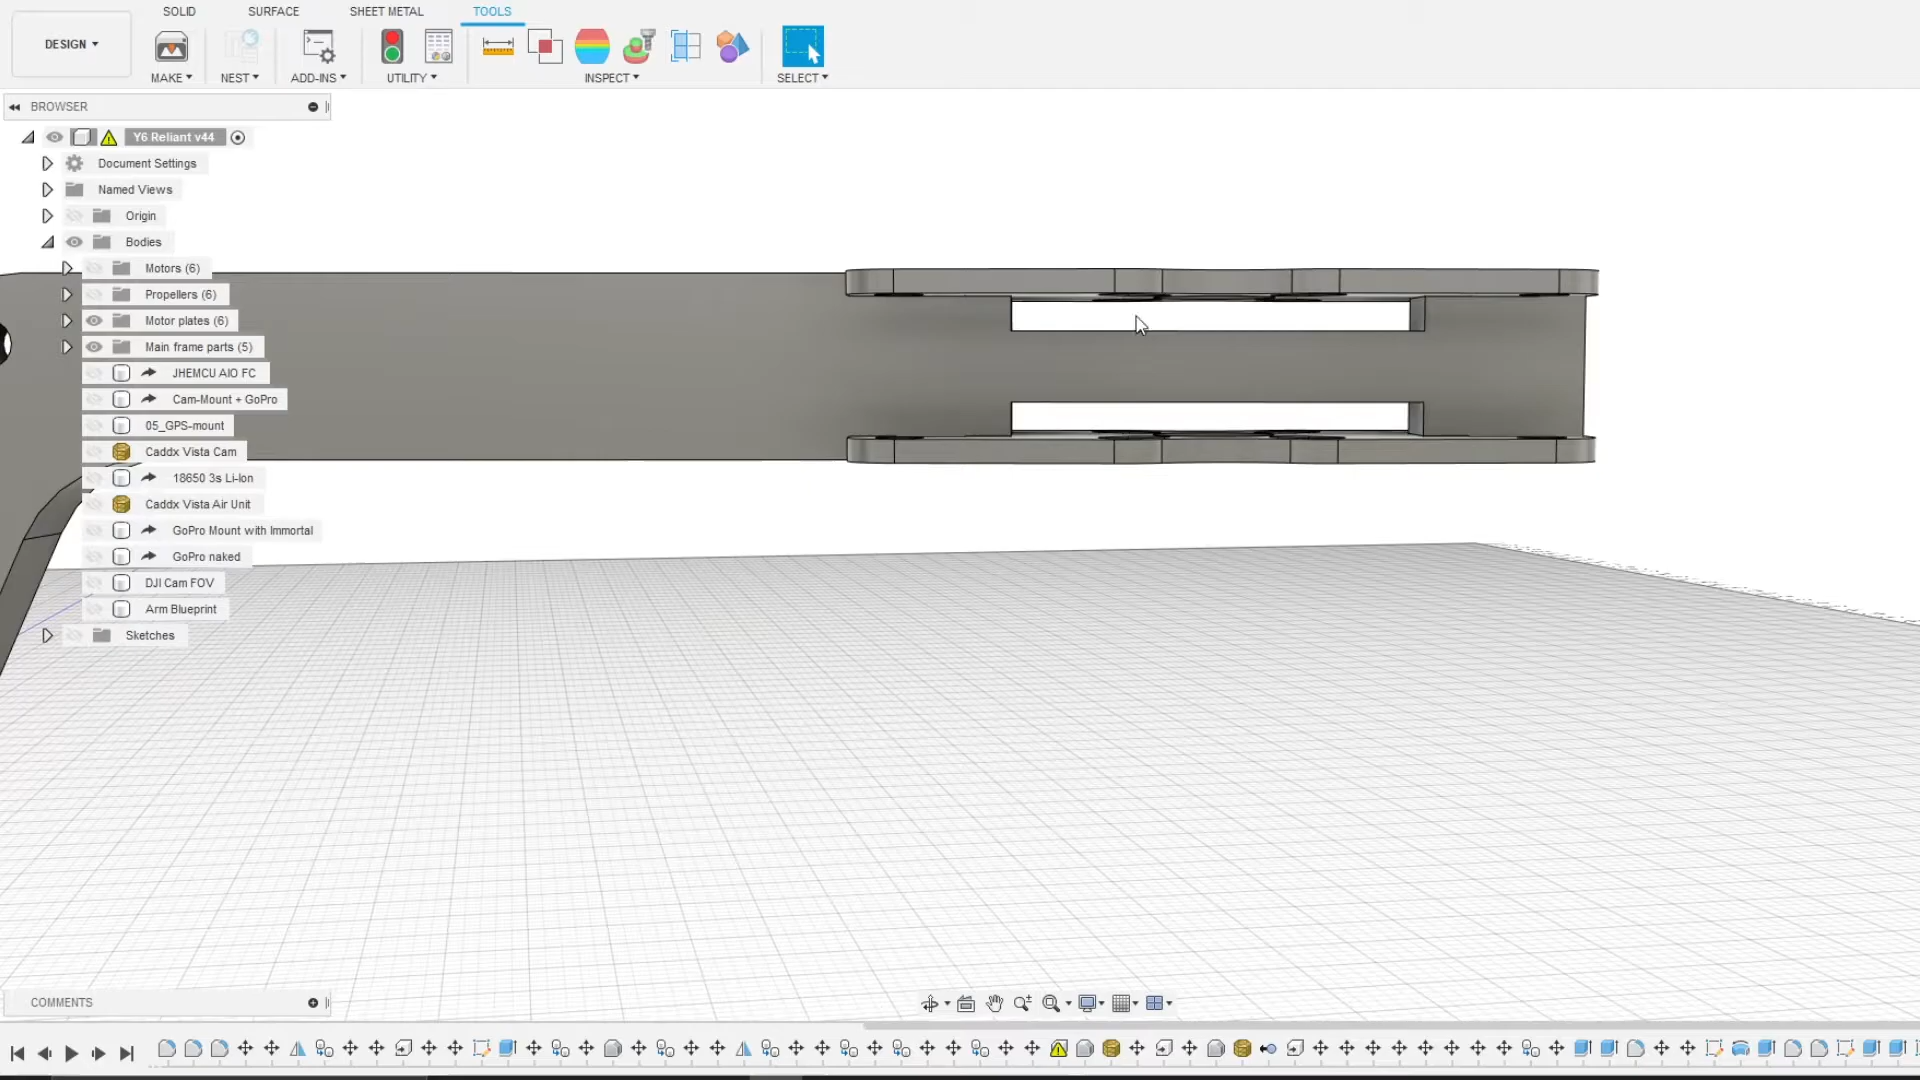 SOLID SURFACE SHEET METAL TOOLS
DESIGN
MAKE NEST ADD-INS UTILITY INSPECT SELECT
BROWSER
Y6 Reliant v44
Document Settings
Named Views
Origin
Bodies
Motors (6)
Propellers (6)
Motor plates (6)
Main frame parts (5)
JHEMCU AIO FC
Cam-Mount + GoPro
05_GPS-mount
Caddx Vista Cam
18650 3s Li-Ion
Caddx Vista Air Unit
GoPro Mount with Immortal
GoPro naked
DJI Cam FOV
Arm Blueprint
Sketches
COMMENTS